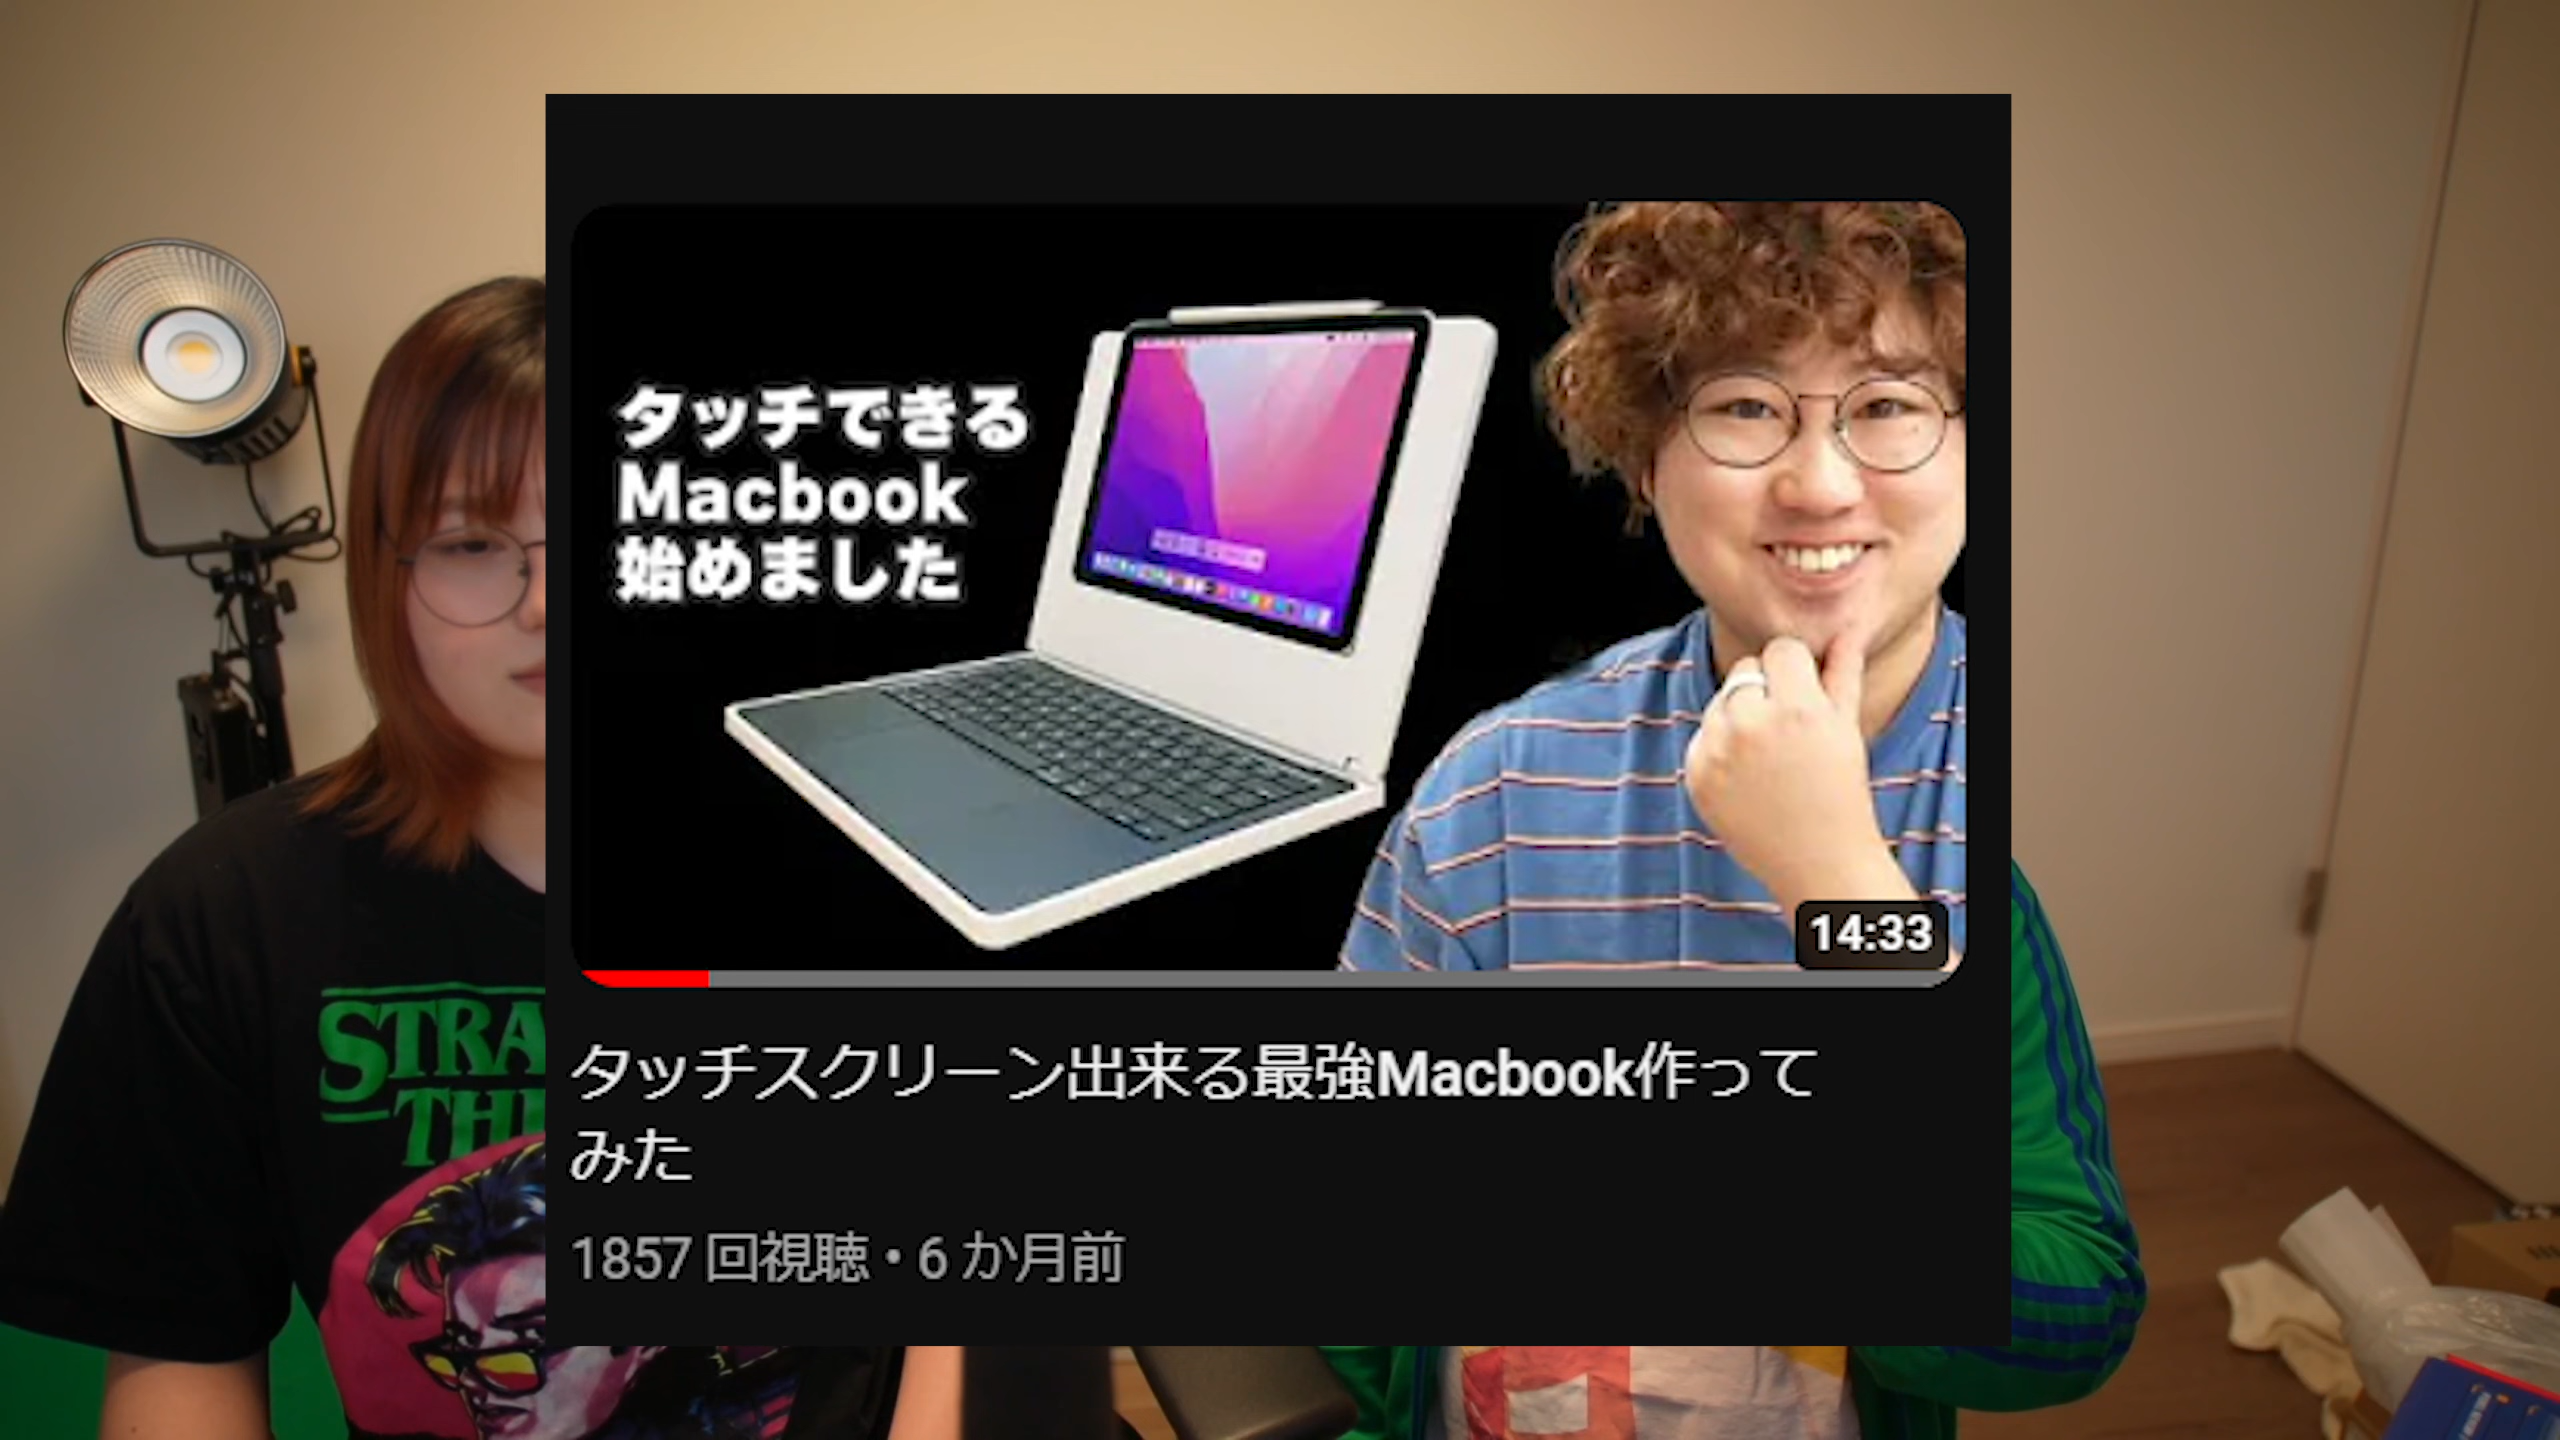 タッチできる
Macbook
始めました
14:33
タッチスクリーン出来る最強Macbook作って
みた
1857 回視聴・6 か月前
STRA
TH